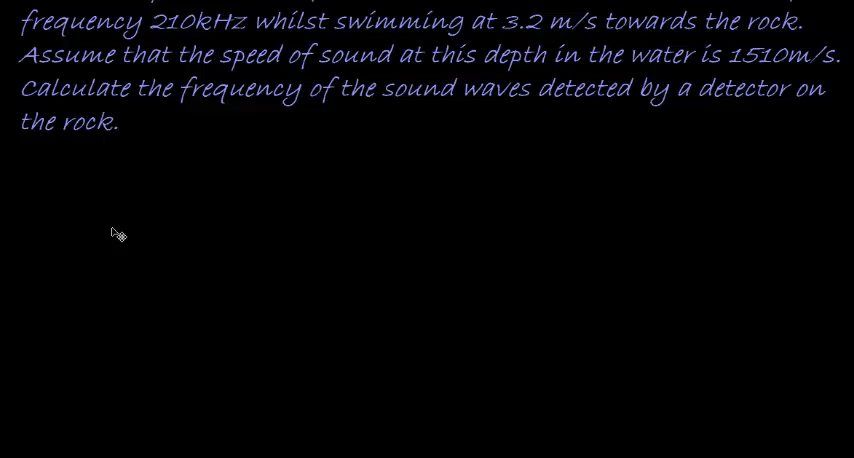 frequency 210kHz whilst swimming at 3.2 m/s towards the rock.
Assume that the speed of sound at this depth in the water is 1510m/s.
Calculate the frequency of the sound waves detected by a detector on
the rock.